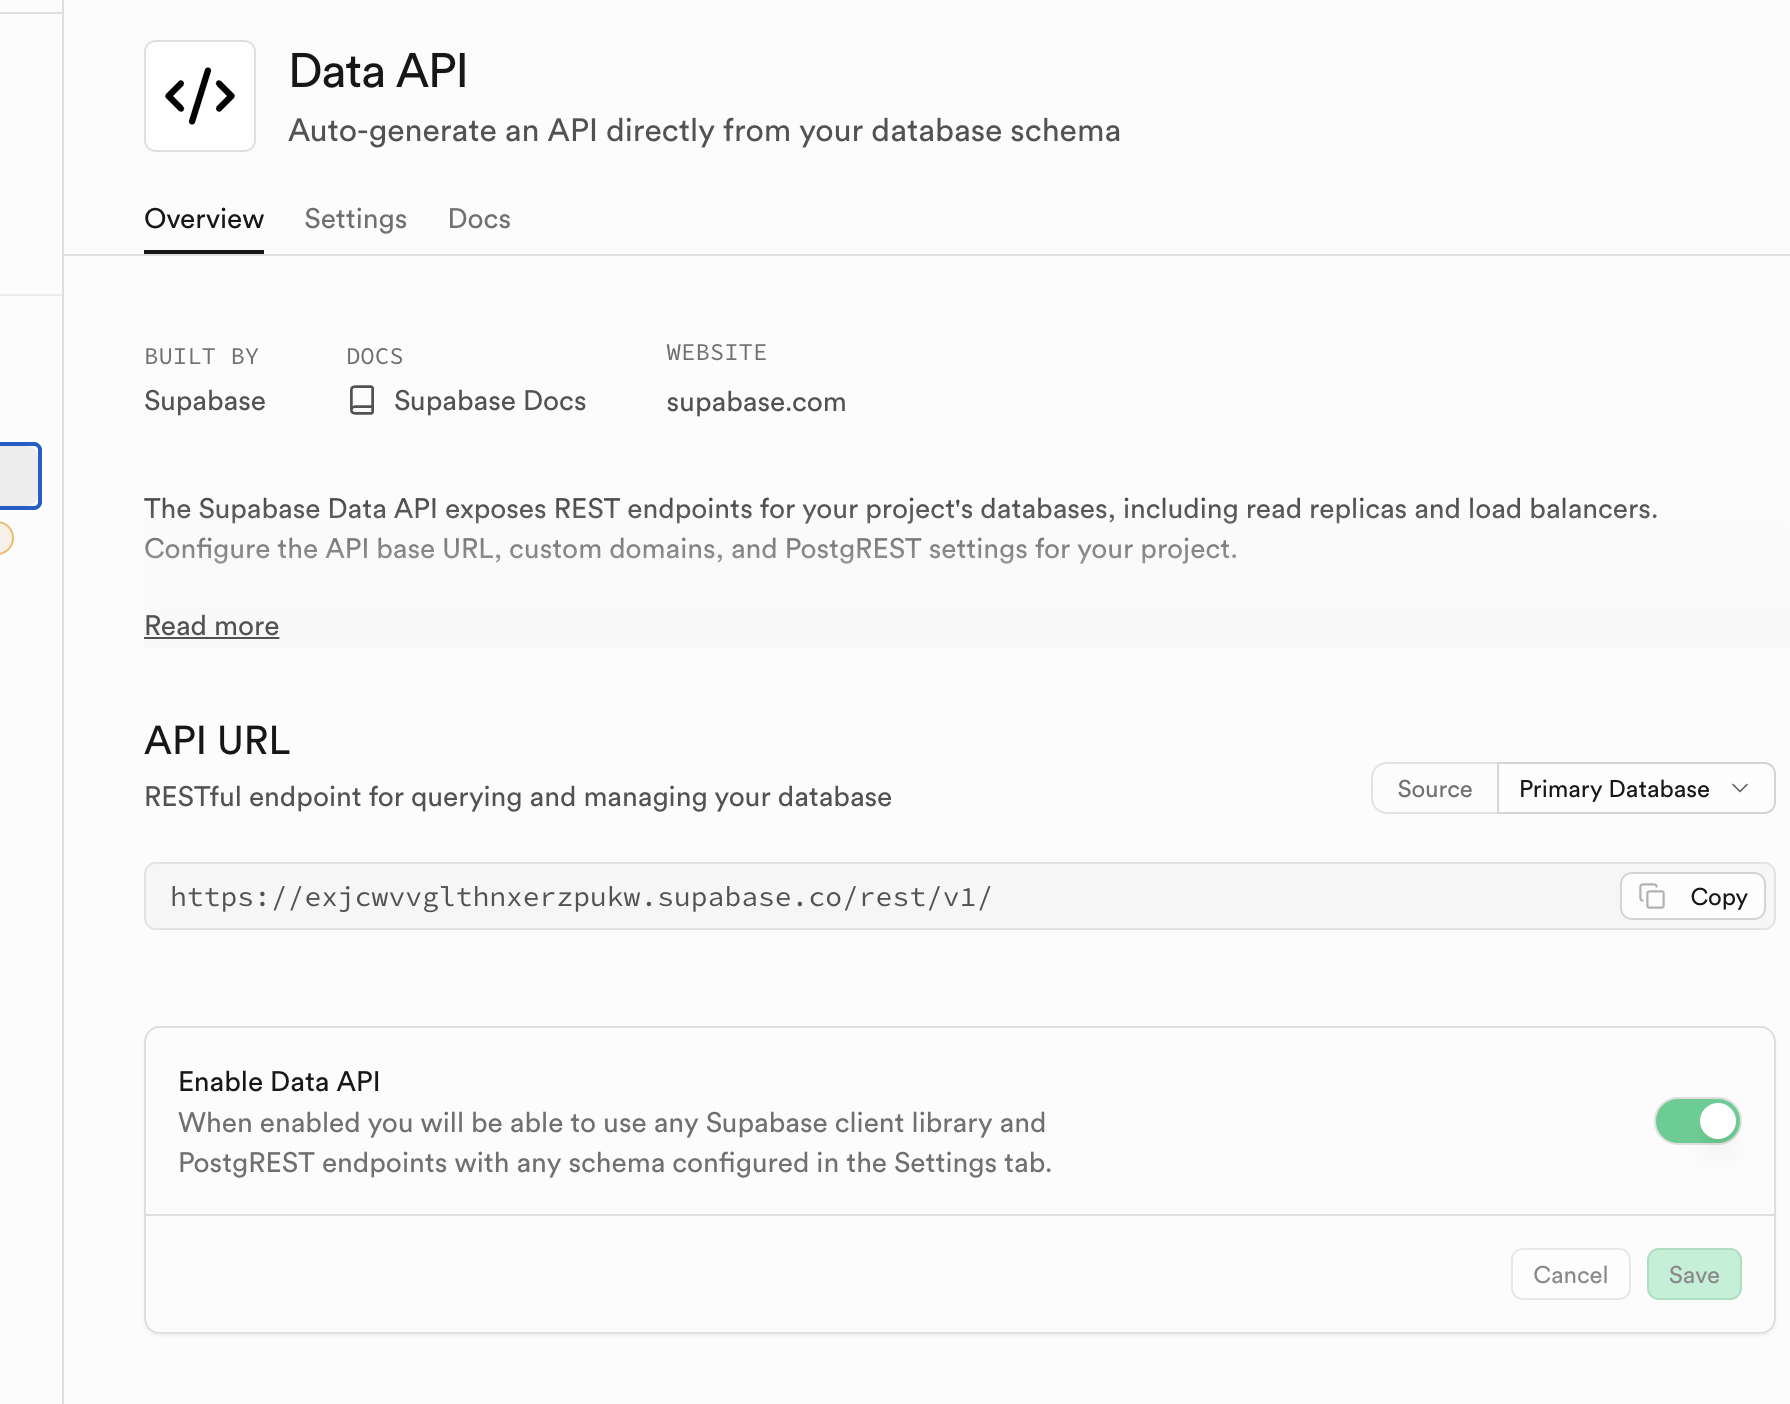 Data API
Auto-generate an API directly from your database schema
Overview Settings Docs
BUILT BY DOCS WEBSITE
Supabase Supabase Docs supabase.com
The Supabase Data API exposes REST endpoints for your project's databases, including read replicas and load balancers.
Configure the API base URL, custom domains, and PostgREST settings for your project.
Read more
API URL
RESTful endpoint for querying and managing your database
Source Primary Database
https://exjcwvvglthnxerzpukw.supabase.co/rest/v1/
Copy
Enable Data API
When enabled you will be able to use any Supabase client library and
PostgREST endpoints with any schema configured in the Settings tab.
Cancel Save